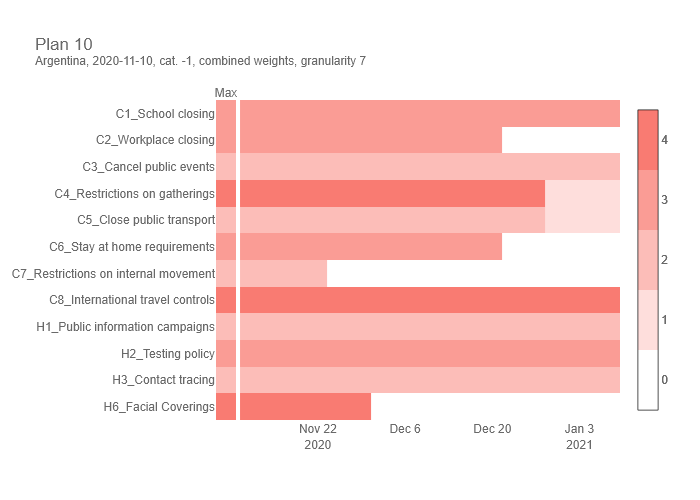 Plan 10
Argentina, 2020-11-10, cat. -1, combined weights, granularity 7
Max
C1_School closing
C2_Workplace closing
C3_Cancel public events
C4_Restrictions on gatherings
C5_Close public transport
C6_Stay at home requirements
C7_Restrictions on internal movement
C8_International travel controls
H1_Public information campaigns
H2_Testing policy
H3_Contact tracing
H6_Facial Coverings
4
3
2
1
0
Nov 22 Dec 6 Dec 20 Jan 3
2020 2021